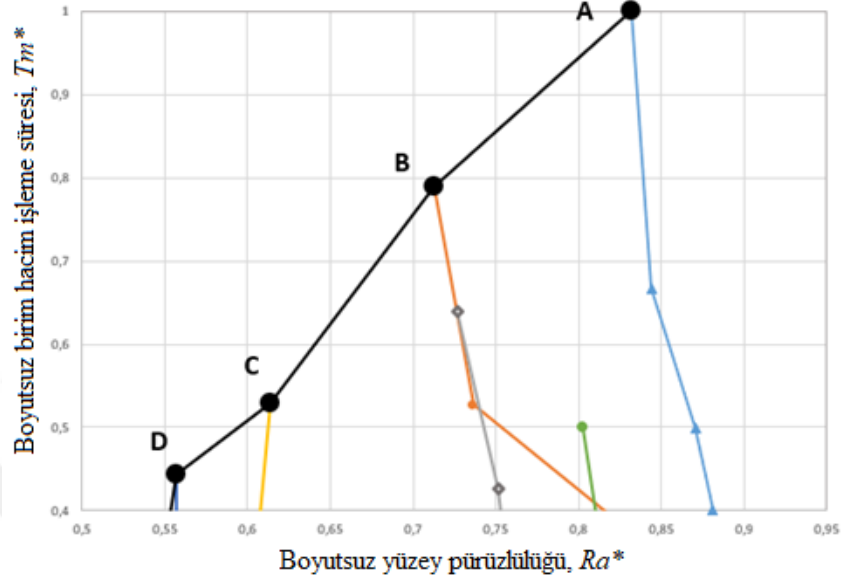 Boyutsuz birim hacim işleme süresi, Tm*
1
0,9
0,8
0,7
0,6
0,5
0,4
A
B
C
D
0,5 0,55 0,6 0,65 0,7 0,75 0,8 0,85 0,9 0,95
Boyutsuz yüzey pürüzlülüğü, Ra*